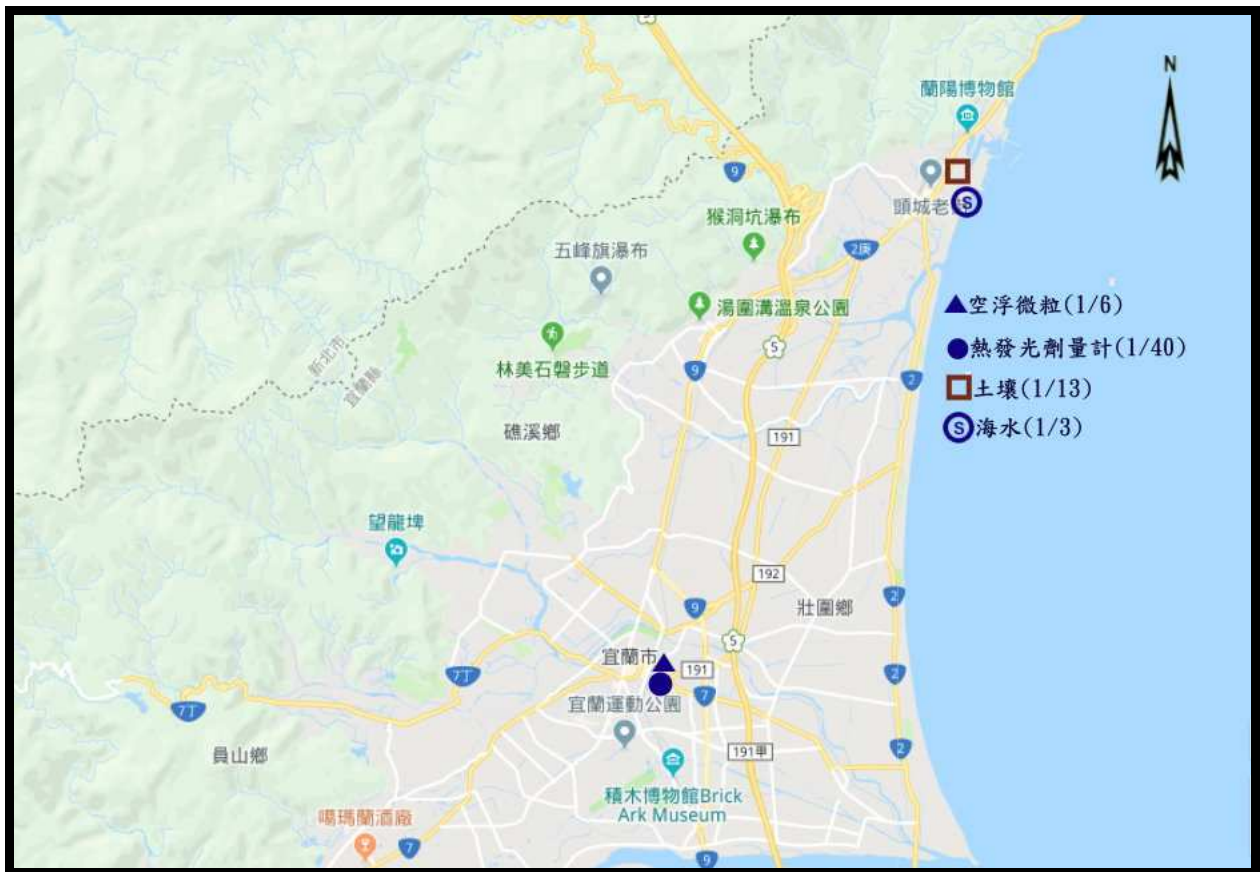 N
蘭陽博物館
9
頭城老
S
猴洞坑瀑布
2庚
五峰旗瀑布
湯圍溝溫泉公園
▲空浮微粒(1/6)
5
●熱發光劑量計(1/40)
林美石磐步道
9
2
新北市
宜蘭縣
土壤(1/13)
S海水(1/3)
礁溪鄉
191
望龍埤
192
9
2
壯圍鄉
5
宜蘭市
191
7丁
2
7
宜蘭運動公園
7丁
員山鄉
191甲
2
積木博物館Brick
Ark Museum
噶瑪蘭酒廠
7
9